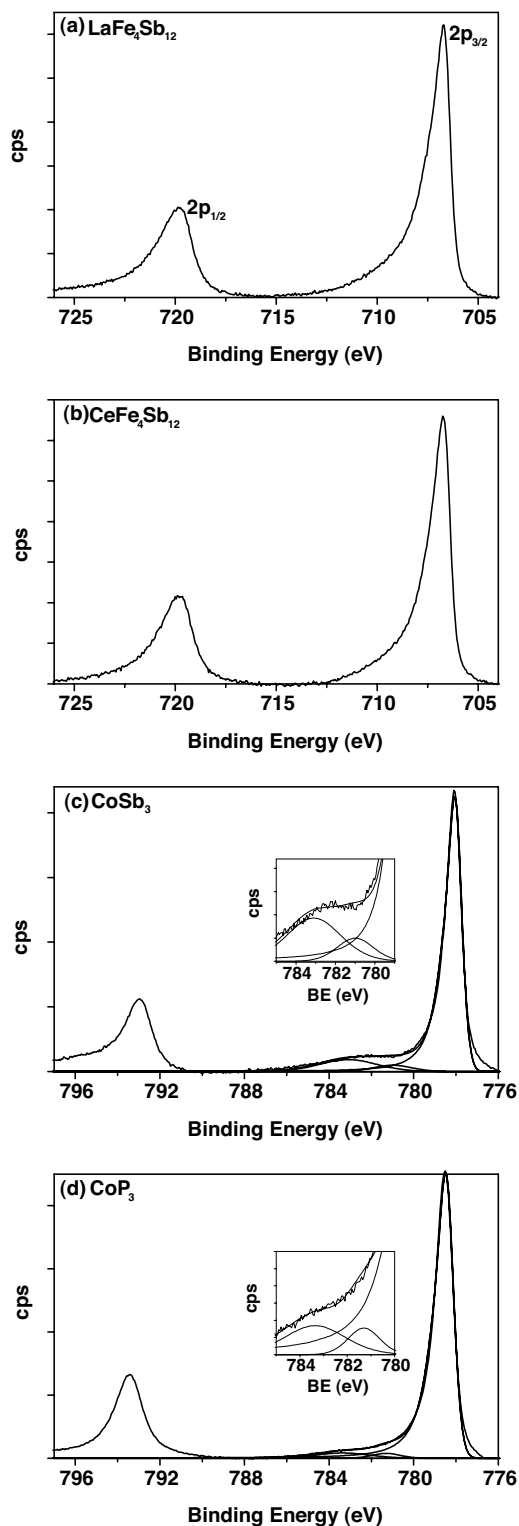 (a) LaFe₄Sb₁₂
2p₃/₂
2p₁/₂
cps
725 720 715 710 705
Binding Energy (eV)
(b) CeFe₄Sb₁₂
cps
725 720 715 710 705
Binding Energy (eV)
(c) CoSb₃
cps
cps
784 782 780
BE (eV)
796 792 788 784 780 776
Binding Energy (eV)
(d) CoP₃
cps
cps
784 782 780
BE (eV)
796 792 788 784 780 776
Binding Energy (eV)